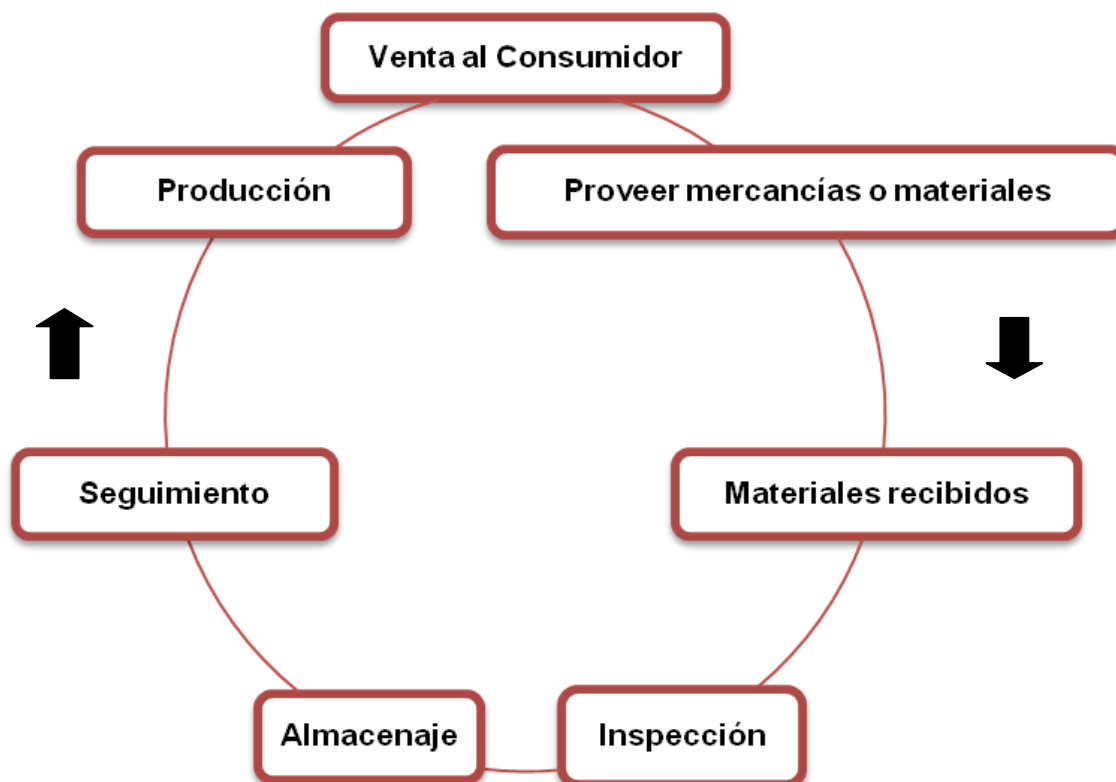 Venta al Consumidor
Producción
Proveer mercancías o materiales
Seguimiento
Materiales recibidos
Almacenaje
Inspección